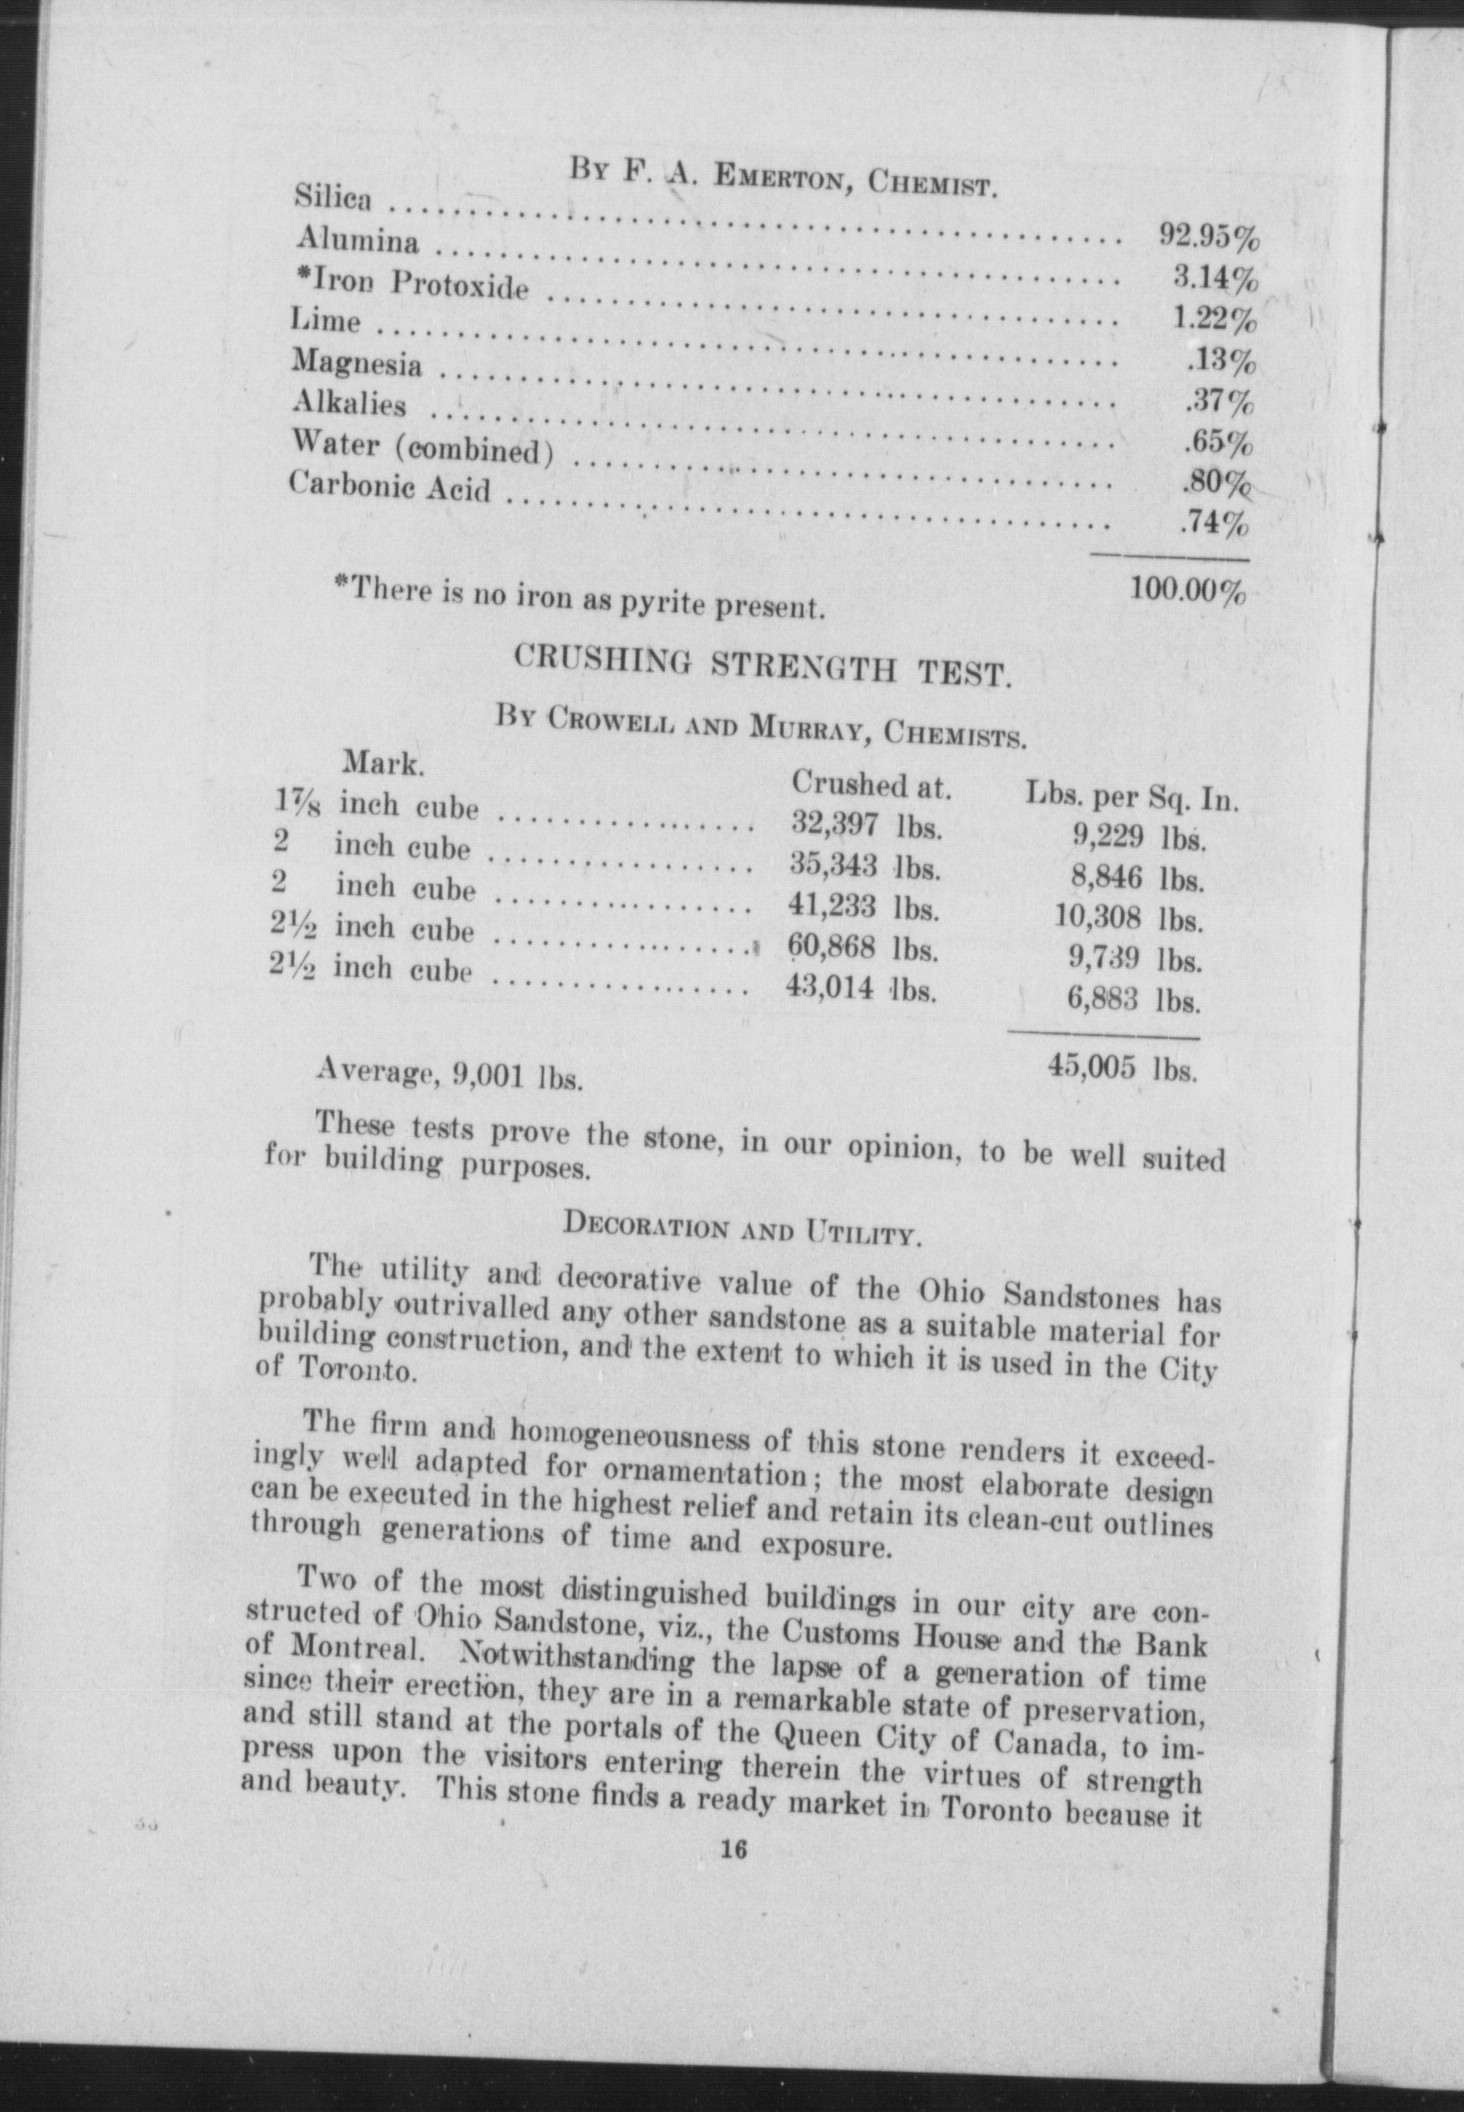 By F. A. Emerton, Chemist.
Silica ........................................ 92.95%
Alumina ........................................ 3.14%
*Iron Protoxide ........................................ 1.22%
Lime ........................................ .13%
Magnesia ........................................ .37%
Alkalies ........................................ .65%
Water (combined) ........................................ .80%
Carbonic Acid ........................................ .74%
100.00%
*There is no iron as pyrite present.
CRUSHING STRENGTH TEST.
By Crowell and Murray, Chemists.
Mark. Crushed at. Lbs. per Sq. In.
1⅞ inch cube ................ 32,397 lbs. 9,229 lbs.
2 inch cube ................ 35,343 lbs. 8,846 lbs.
2 inch cube ................ 41,233 lbs. 10,308 lbs.
2½ inch cube ................ 60,868 lbs. 9,739 lbs.
2½ inch cube ................ 43,014 lbs. 6,883 lbs.
Average, 9,001 lbs. 45,005 lbs.
These tests prove the stone, in our opinion, to be well suited
for building purposes.
Decoration and Utility.
The utility and decorative value of the Ohio Sandstones has
probably outrivalled any other sandstone as a suitable material for
building construction, and the extent to which it is used in the City
of Toronto.
The firm and homogeneousness of this stone renders it exceed-
ingly well adapted for ornamentation; the most elaborate design
can be executed in the highest relief and retain its clean-cut outlines
through generations of time and exposure.
Two of the most distinguished buildings in our city are con-
structed of Ohio Sandstone, viz., the Customs House and the Bank
of Montreal. Notwithstanding the lapse of a generation of time
since their erection, they are in a remarkable state of preservation,
and still stand at the portals of the Queen City of Canada, to im-
press upon the visitors entering therein the virtues of strength
and beauty. This stone finds a ready market in Toronto because it
16